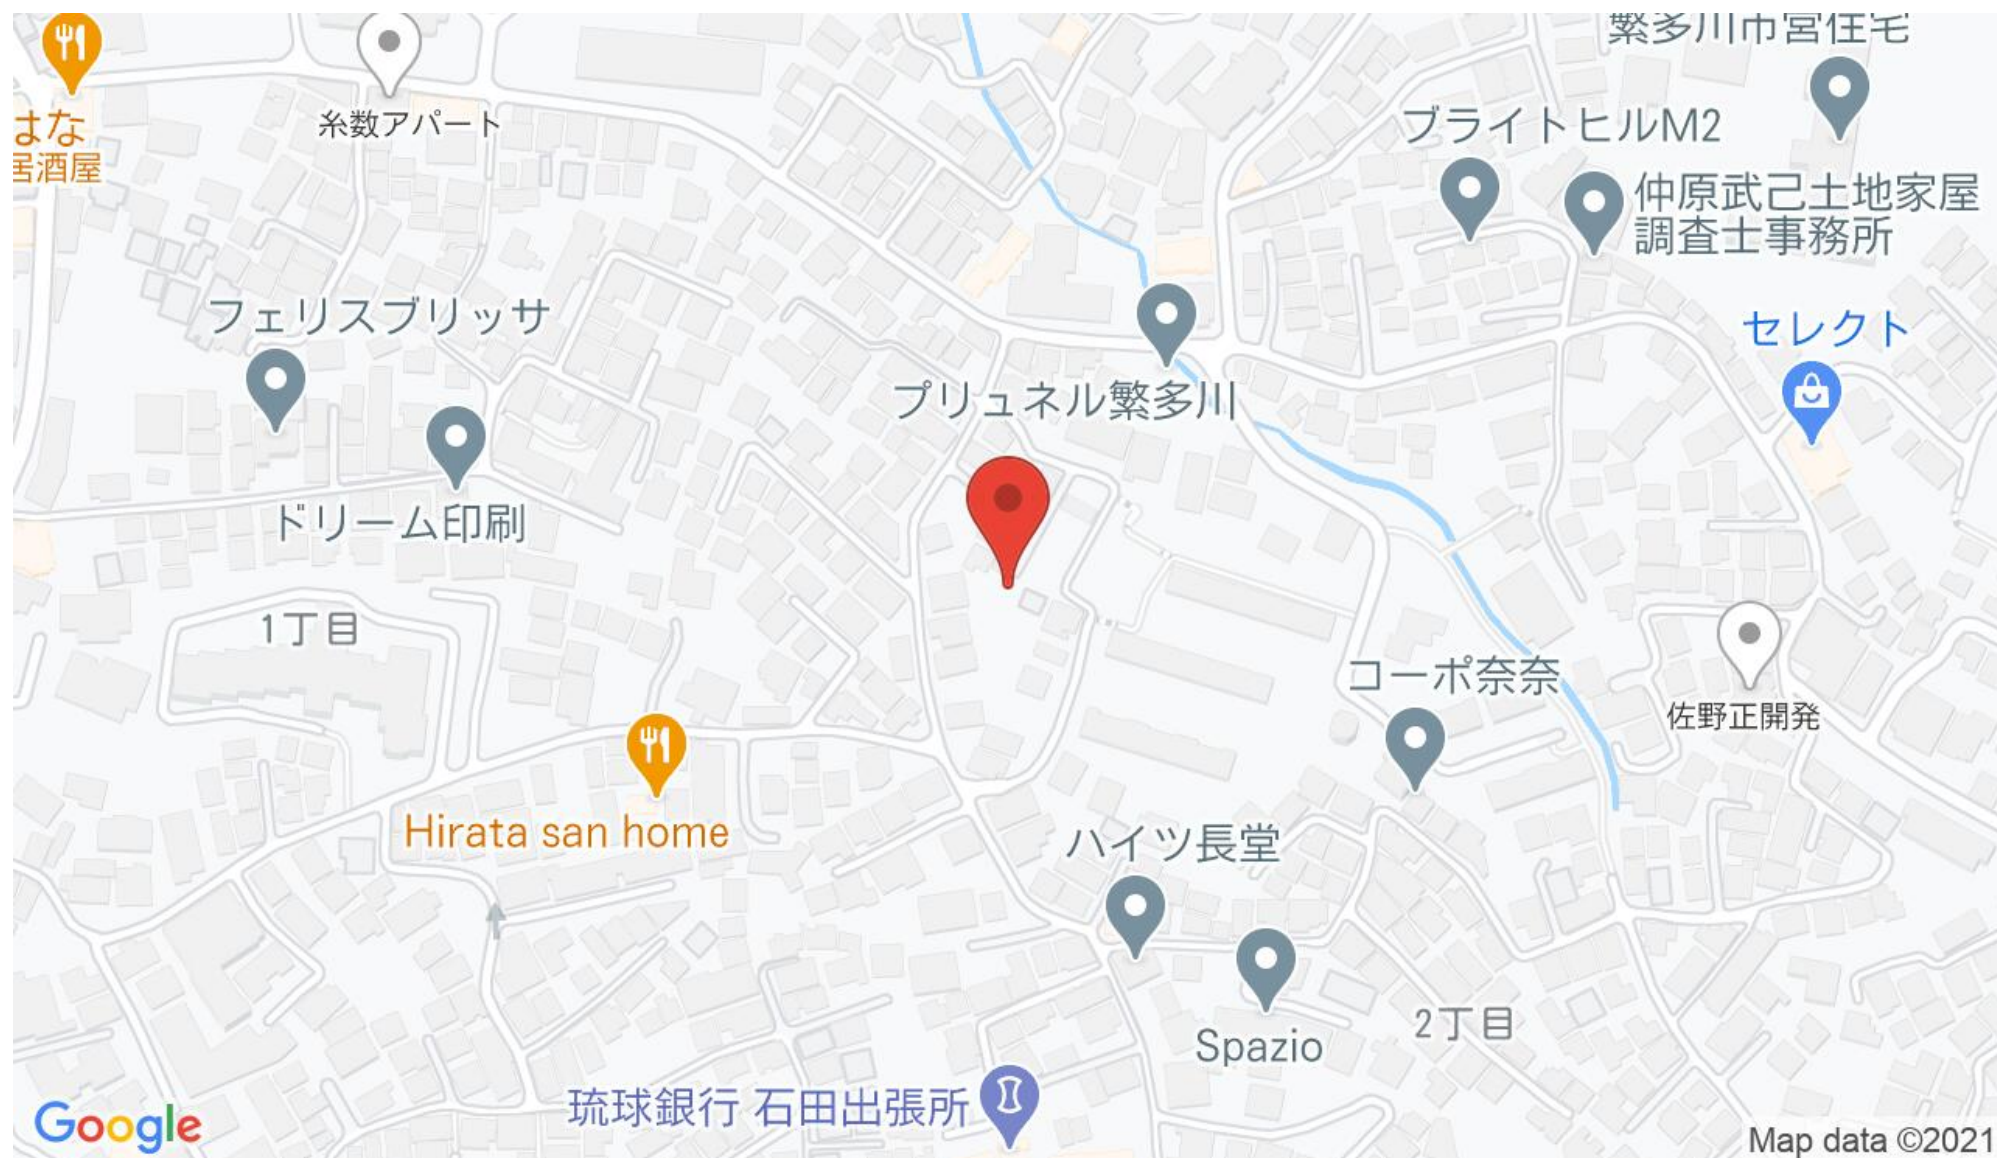 繁多川市営住宅
はな
居酒屋
糸数アパート
ブライトヒルM2
仲原武己土地家屋
調査士事務所
フェリスブリッサ
セレクト
プリュネル繁多川
ドリーム印刷
1丁目
コーポ奈奈
佐野正開発
Hirata san home
ハイツ長堂
2丁目
Spazio
琉球銀行 石田出張所
Google
Map data ©2021